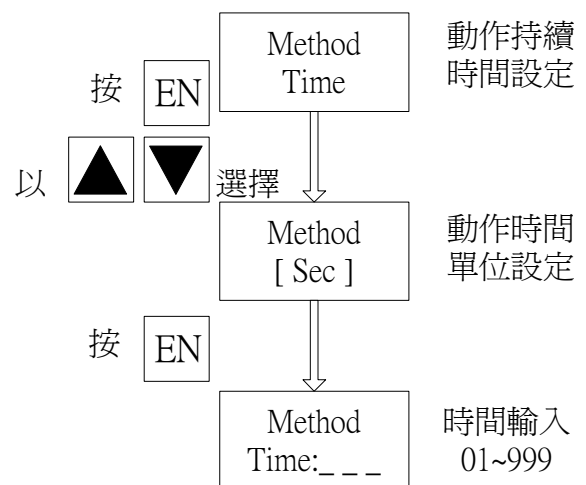 Method
Time
動作持續
時間設定
按 EN
以 ▲ ▼ 選擇
Method
[ Sec ]
動作時間
單位設定
按 EN
Method
Time:_ _ _
時間輸入
01~999